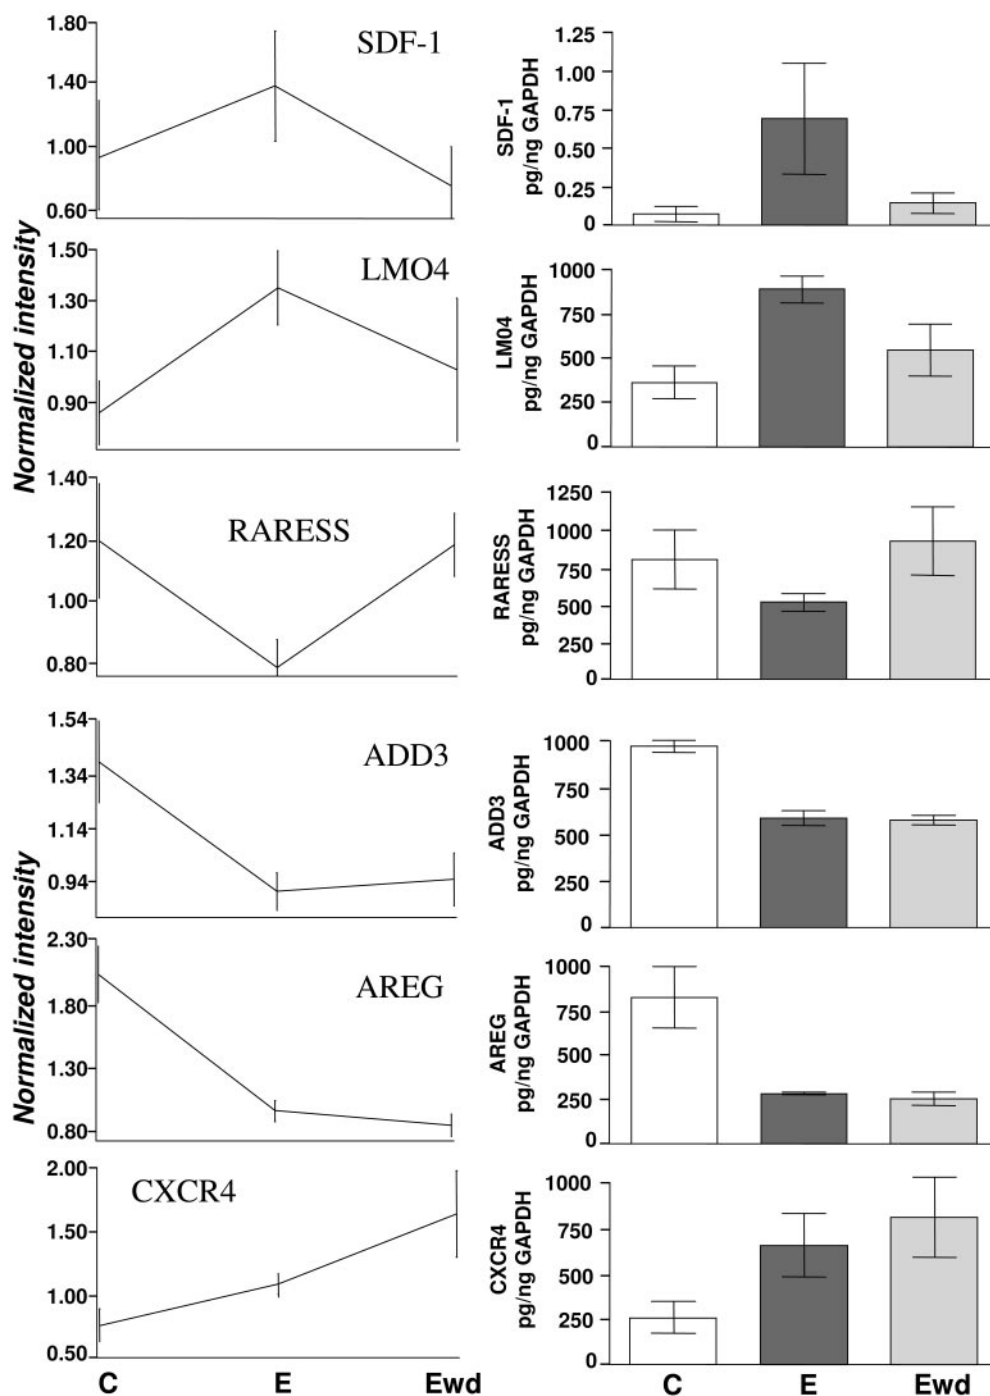 1.80
SDF-1
1.40
1.00
0.60
1.50
LMO4
1.30
1.10
0.90
Normalized intensity
1.40
RARESS
1.20
1.00
0.80
1.54
ADD3
1.34
1.14
0.94
2.30
AREG
1.80
1.30
0.80
Normalized intensity
2.00
CXCR4
1.50
1.00
0.50
C E Ewd
1.25
1.00
0.75
0.50
0.25
0
SDF-1
pg/ng GAPDH
1000
750
500
250
0
LM04
pg/ng GAPDH
1250
1000
750
500
250
0
RARESS
pg/ng GAPDH
1000
750
500
250
0
ADD3
pg/ng GAPDH
1000
750
500
250
0
AREG
pg/ng GAPDH
1000
750
500
250
0
CXCR4
pg/ng GAPDH
C E Ewd